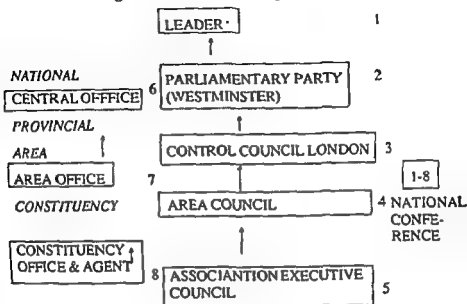 LEADER· 1
NATIONAL
CENTRAL OFFFICE 6 PARLIAMENTARY PARTY 2
(WESTMINSTER)
PROVINCIAL
AREA
CONTROL COUNCIL LONDON 3
AREA OFFICE 7
1-8
CONSTITUENCY AREA COUNCIL 4 NATIONAL
CONFE-
RENCE
CONSTITUENCY
OFFICE & AGENT 8 ASSOCIANTION EXECUTIVE
COUNCIL 5